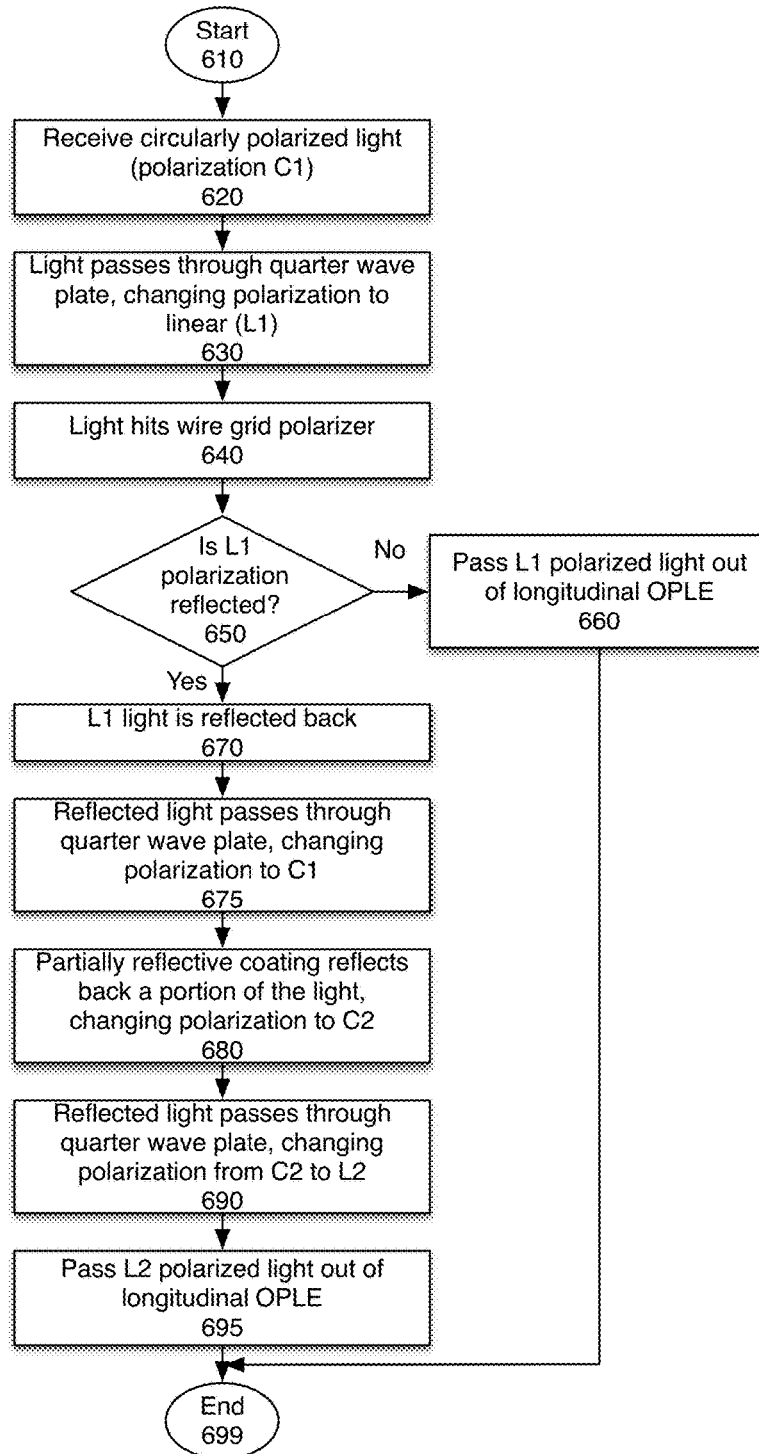 Start
610
Receive circularly polarized light
(polarization C1)
620
Light passes through quarter wave
plate, changing polarization to
linear (L1)
630
Light hits wire grid polarizer
640
Is L1
polarization
reflected?
650
No
Pass L1 polarized light out
of longitudinal OPLE
660
Yes
L1 light is reflected back
670
Reflected light passes through
quarter wave plate, changing
polarization to C1
675
Partially reflective coating reflects
back a portion of the light,
changing polarization to C2
680
Reflected light passes through
quarter wave plate, changing
polarization from C2 to L2
690
Pass L2 polarized light out of
longitudinal OPLE
695
End
699